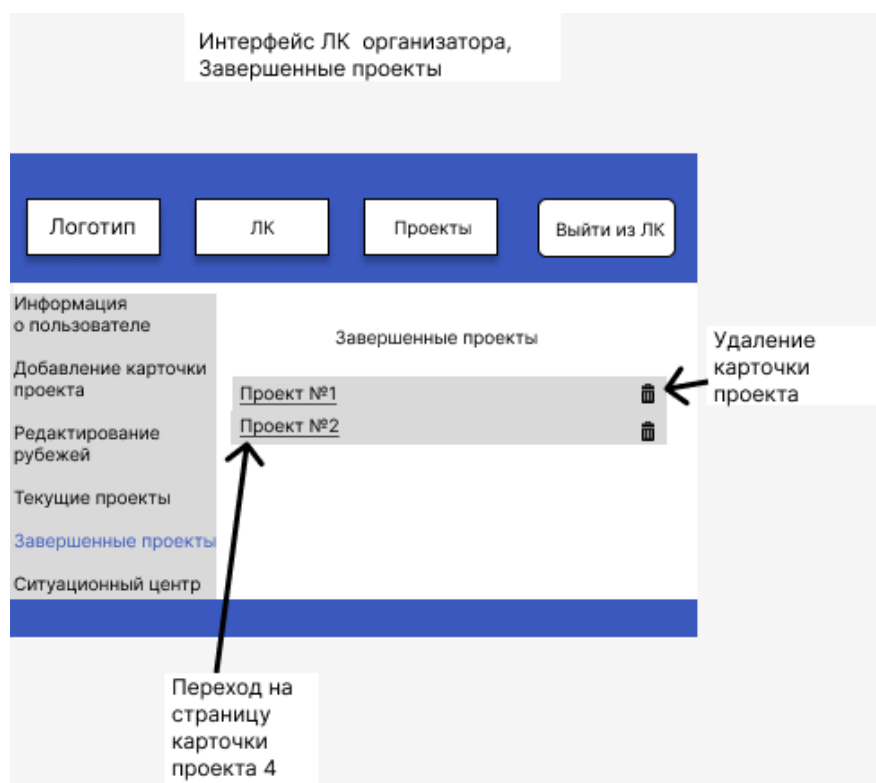 Интерфейс ЛК организатора,
Завершенные проекты
Логотип
ЛК
Проекты
Выйти из ЛК
Информация
о пользователе
Добавление карточки
проекта
Редактирование
рубежей
Текущие проекты
Завершенные проекты
Ситуационный центр
Завершенные проекты
Проект №1
Проект №2
Удаление
карточки
проекта
Переход на
страницу
карточки
проекта 4